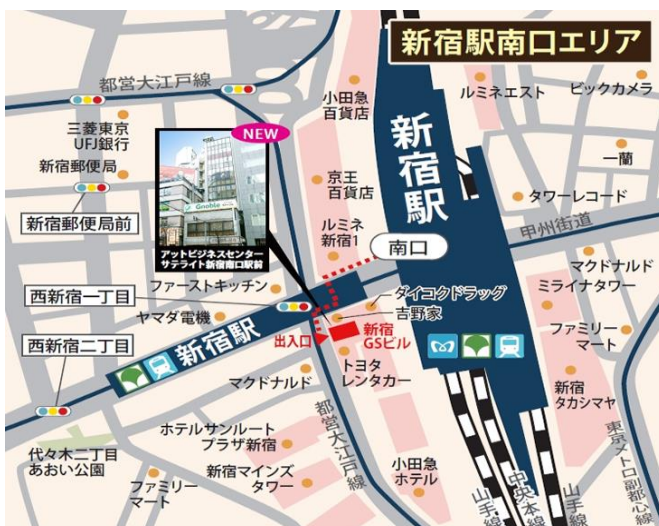 新宿駅南口エリア
都営大江戸線
小田急
百貨店
ルミネエスト
ビックカメラ
三菱東京
UFJ銀行
NEW
新宿郵便局
新宿駅
一蘭
京王
百貨店
タワーレコード
新宿郵便局前
Gnoble
ルミネ
新宿1
南口
甲州街道
アットビジネスセンター
サテライト新宿南口駅前
マクドナルド
ミライナタワー
西新宿一丁目
ファーストキッチン
ダイコクドラッグ
吉野家
ヤマダ電機
新宿駅
出入口
新宿
GSビル
ファミリー
マート
西新宿二丁目
トヨタ
レンタカー
マクドナルド
新宿
タカシマヤ
都営大江戸線
ホテルサンルート
プラザ新宿
代々木二丁目
あおい公園
新宿マインズ
タワー
小田急
ホテル
ファミリー
マート
山手線
中央本線
山手線
東京メトロ副都心線